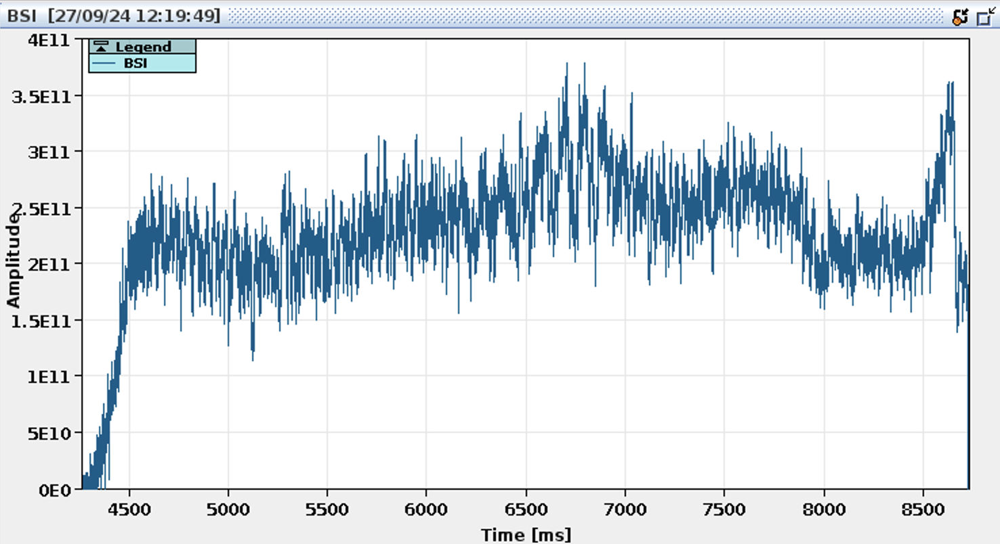 BSI [27/09/24 12:19:49]
Legend
BSI
4E11
3.5E11
3E11
2.5E11
2E11
1.5E11
1E11
5E10
0E0
Amplitude
4500 5000 5500 6000 6500 7000 7500 8000 8500
Time [ms]